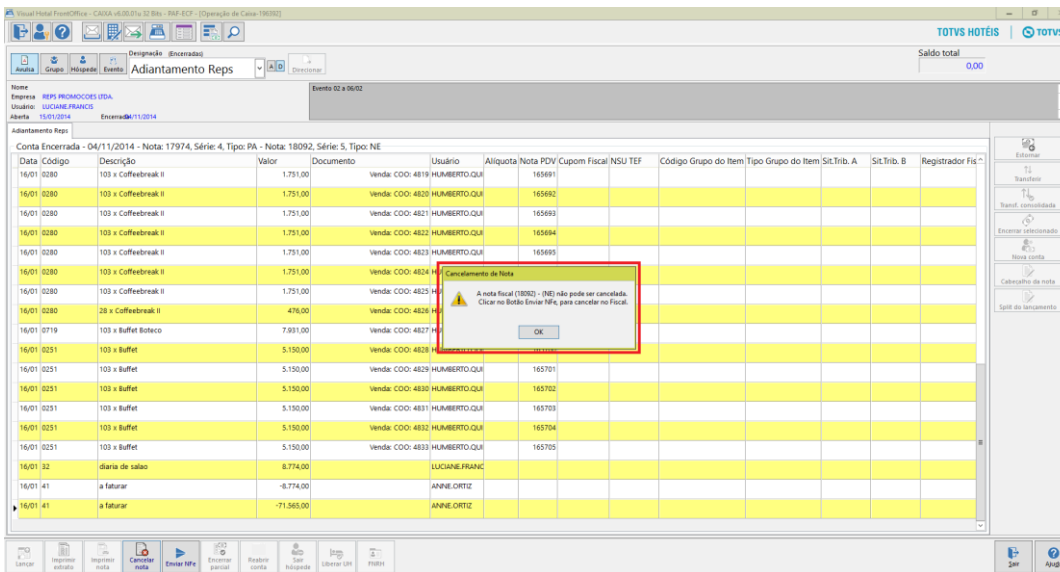 Visual Hotel FrontOffice - CAIXA v6.00.01u 32 Bits - PAF-ECF - [Operação de Caixa-196092]
TOTVS HOTÉIS
TOTVS
Avulsa Grupo Hóspede Evento
Designação (Encerradas)
Adiantamento Reps
A D
Direcionar
Saldo total
0,00
Nome
Empresa REPS PROMOCOES LTDA.
Usuário: LUCIANE.FRANCIS
Aberta 15/01/2014 Encerrada 04/11/2014
Evento 02 a 06/02
Adiantamento Reps
Conta Encerrada - 04/11/2014 - Nota: 17974, Série: 4, Tipo: PA - Nota: 18092, Série: 5, Tipo: NE
Data Código Descrição Valor Documento Usuário Alíquota Nota PDV Cupom Fiscal NSU TEF Código Grupo do Item Tipo Grupo do Item Sit.Trib. A Sit.Trib. B Registrador Fis
16/01 0280 103 x Coffeebreak II 1.751,00 Venda: COO: 4819 HUMBERTO.QUI 165691
16/01 0280 103 x Coffeebreak II 1.751,00 Venda: COO: 4820 HUMBERTO.QUI 165692
16/01 0280 103 x Coffeebreak II 1.751,00 Venda: COO: 4821 HUMBERTO.QUI 165693
16/01 0280 103 x Coffeebreak II 1.751,00 Venda: COO: 4822 HUMBERTO.QUI 165694
16/01 0280 103 x Coffeebreak II 1.751,00 Venda: COO: 4823 HUMBERTO.QUI 165695
16/01 0280 103 x Coffeebreak II 1.751,00 Venda: COO: 4824
16/01 0280 103 x Coffeebreak II 1.751,00 Venda: COO: 4825
16/01 0280 28 x Coffeebreak II 476,00 Venda: COO: 4826
16/01 0719 103 x Buffet Boteco 7.931,00 Venda: COO: 4827
16/01 0251 103 x Buffet 5.150,00 Venda: COO: 4828
16/01 0251 103 x Buffet 5.150,00 Venda: COO: 4829 HUMBERTO.QUI 165701
16/01 0251 103 x Buffet 5.150,00 Venda: COO: 4830 HUMBERTO.QUI 165702
16/01 0251 103 x Buffet 5.150,00 Venda: COO: 4831 HUMBERTO.QUI 165703
16/01 0251 103 x Buffet 5.150,00 Venda: COO: 4832 HUMBERTO.QUI 165704
16/01 0251 103 x Buffet 5.150,00 Venda: COO: 4833 HUMBERTO.QUI 165705
16/01 32 diaria de salao 8.774,00 LUCIANE.FRANC
16/01 41 a faturar -8.774,00 ANNE.ORTIZ
16/01 41 a faturar -71.565,00 ANNE.ORTIZ
Cancelamento de Nota
A nota fiscal (18092) - (NE) não pode ser cancelada.
Clicar no Botão Enviar NFe, para cancelar no Fiscal.
OK
Estornar
Transferir
Transf. consolidada
Encerrar selecionado
Nova conta
Cabeçalho da nota
Split do lançamento
Lançar
Imprimir extrato
Imprimir nota
Cancelar nota
Enviar NFe
Encerrar parcial
Reabrir conta
Sair hóspede
Liberar UH
FNRH
Sair
Ajuda